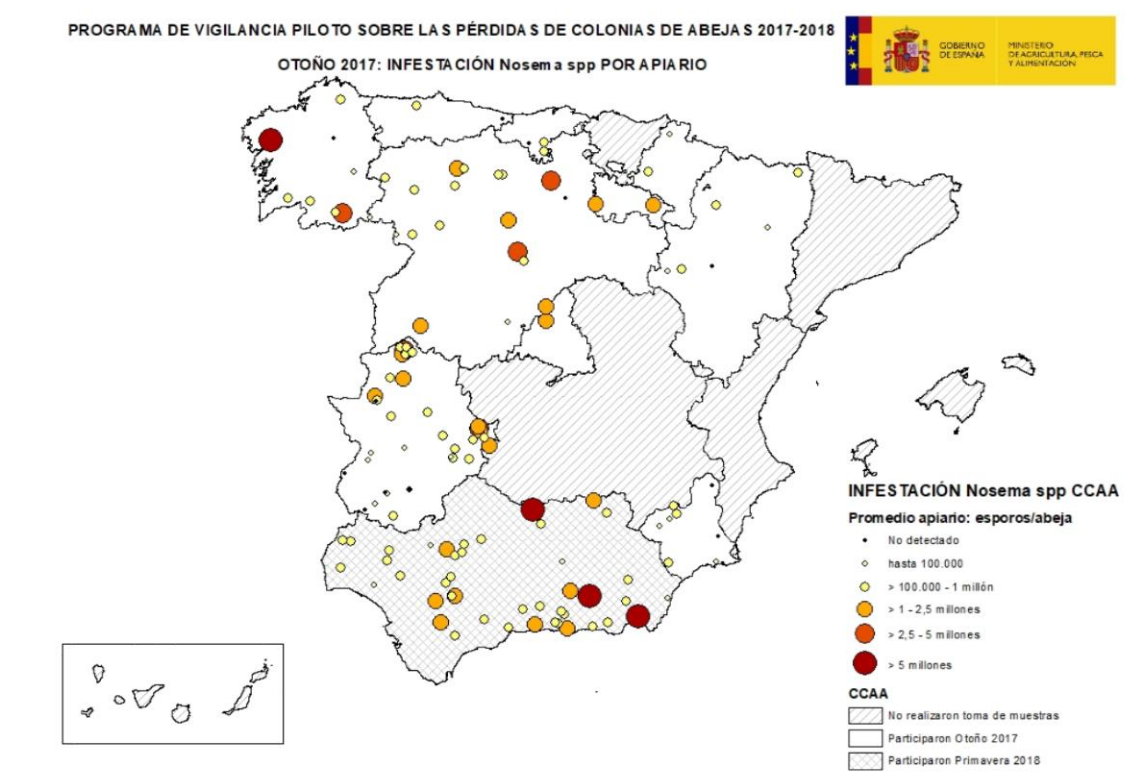 PROGRAMA DE VIGILANCIA PILOTO SOBRE LAS PÉRDIDAS DE COLONIAS DE ABEJAS 2017-2018
OTOÑO 2017: INFESTACIÓN Nosema spp POR APIARIO
GOBIERNO
DE ESPAÑA
MINISTERIO
DE AGRICULTURA, PESCA
Y ALIMENTACIÓN
INFESTACIÓN Nosema spp CCAA
Promedio apiario: esporos/abeja
No detectado
hasta 100.000
> 100.000 - 1 millón
> 1 - 2,5 millones
> 2,5 - 5 millones
> 5 millones
CCAA
No realizaron toma de muestras
Participaron Otoño 2017
Participaron Primavera 2018